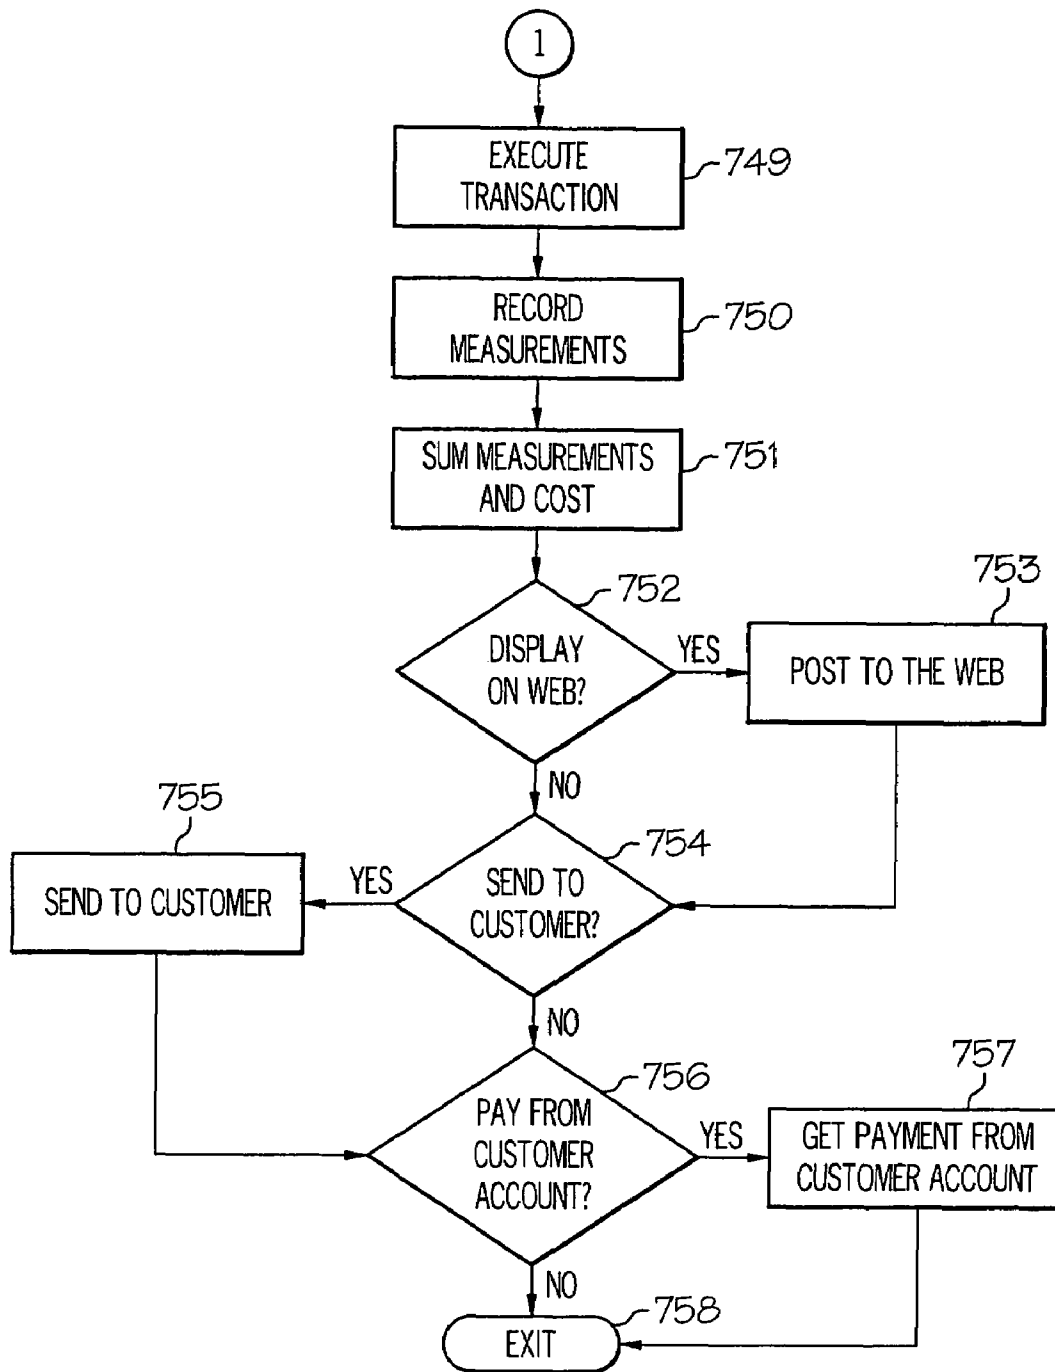 1
EXECUTE
TRANSACTION
749
RECORD
MEASUREMENTS
750
SUM MEASUREMENTS
AND COST
751
752
DISPLAY
ON WEB?
YES
753
POST TO THE WEB
NO
754
SEND TO
CUSTOMER?
YES
755
SEND TO CUSTOMER
NO
756
PAY FROM
CUSTOMER
ACCOUNT?
YES
757
GET PAYMENT FROM
CUSTOMER ACCOUNT
NO
758
EXIT